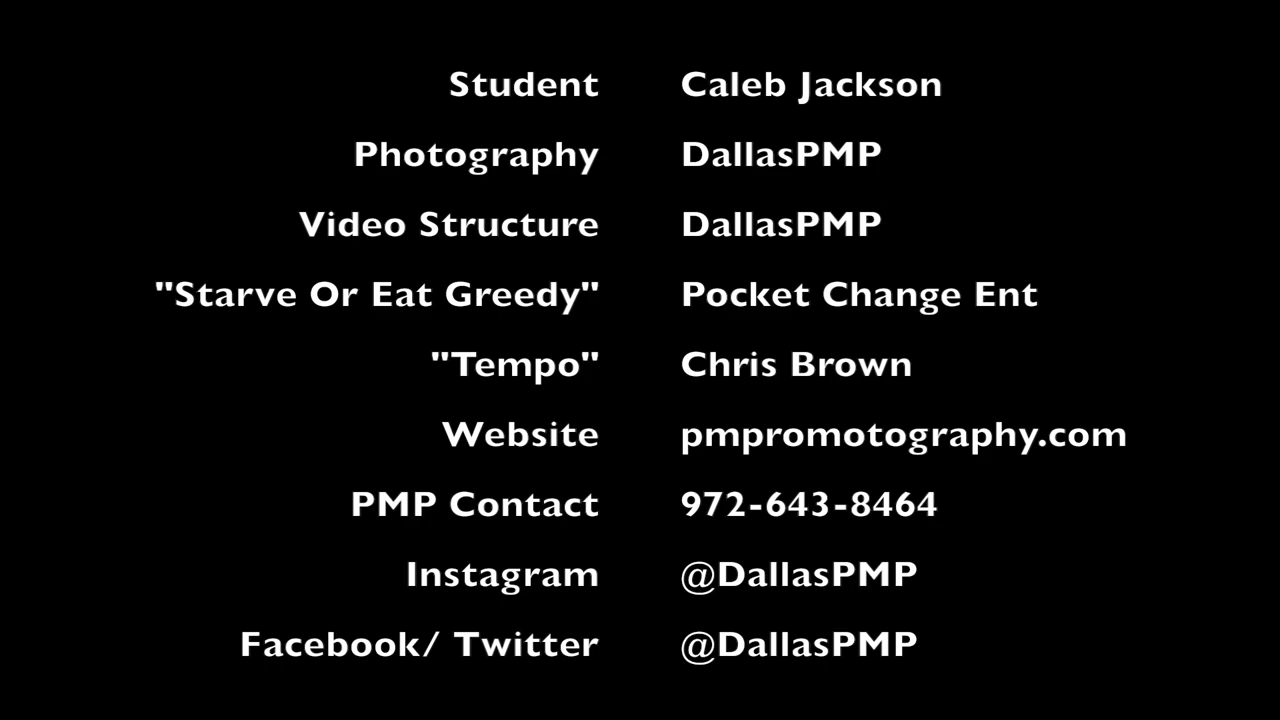 Student Caleb Jackson
Photography DallasPMP
Video Structure DallasPMP
"Starve Or Eat Greedy" Pocket Change Ent
"Tempo" Chris Brown
Website pmpromotography.com
PMP Contact 972-643-8464
Instagram @DallasPMP
Facebook/ Twitter @DallasPMP